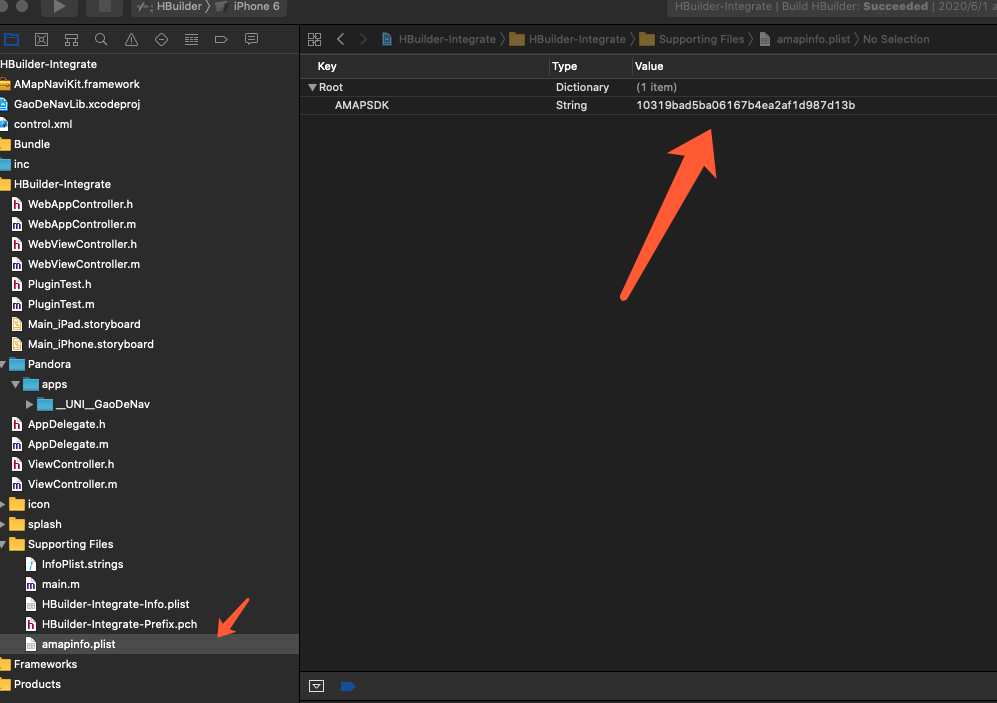 HBuilder
iPhone 6
HBuilder-Integrate | Build HBuilder: Succeeded | 2020/6/1
HBuilder-Integrate
HBuilder-Integrate
Supporting Files
amapinfo.plist
No Selection
HBuilder-Integrate
AMapNaviKit.framework
GaoDeNavLib.xcodeproj
control.xml
Bundle
inc
HBuilder-Integrate
WebAppController.h
WebAppController.m
WebViewController.h
WebViewController.m
PluginTest.h
PluginTest.m
Main_iPad.storyboard
Main_iPhone.storyboard
Pandora
apps
__UNI__GaoDeNav
AppDelegate.h
AppDelegate.m
ViewController.h
ViewController.m
icon
splash
Supporting Files
InfoPlist.strings
main.m
HBuilder-Integrate-Info.plist
HBuilder-Integrate-Prefix.pch
amapinfo.plist
Frameworks
Products
Key Type Value
Root Dictionary (1 item)
AMAPSDK String 10319bad5ba06167b4ea2af1d987d13b